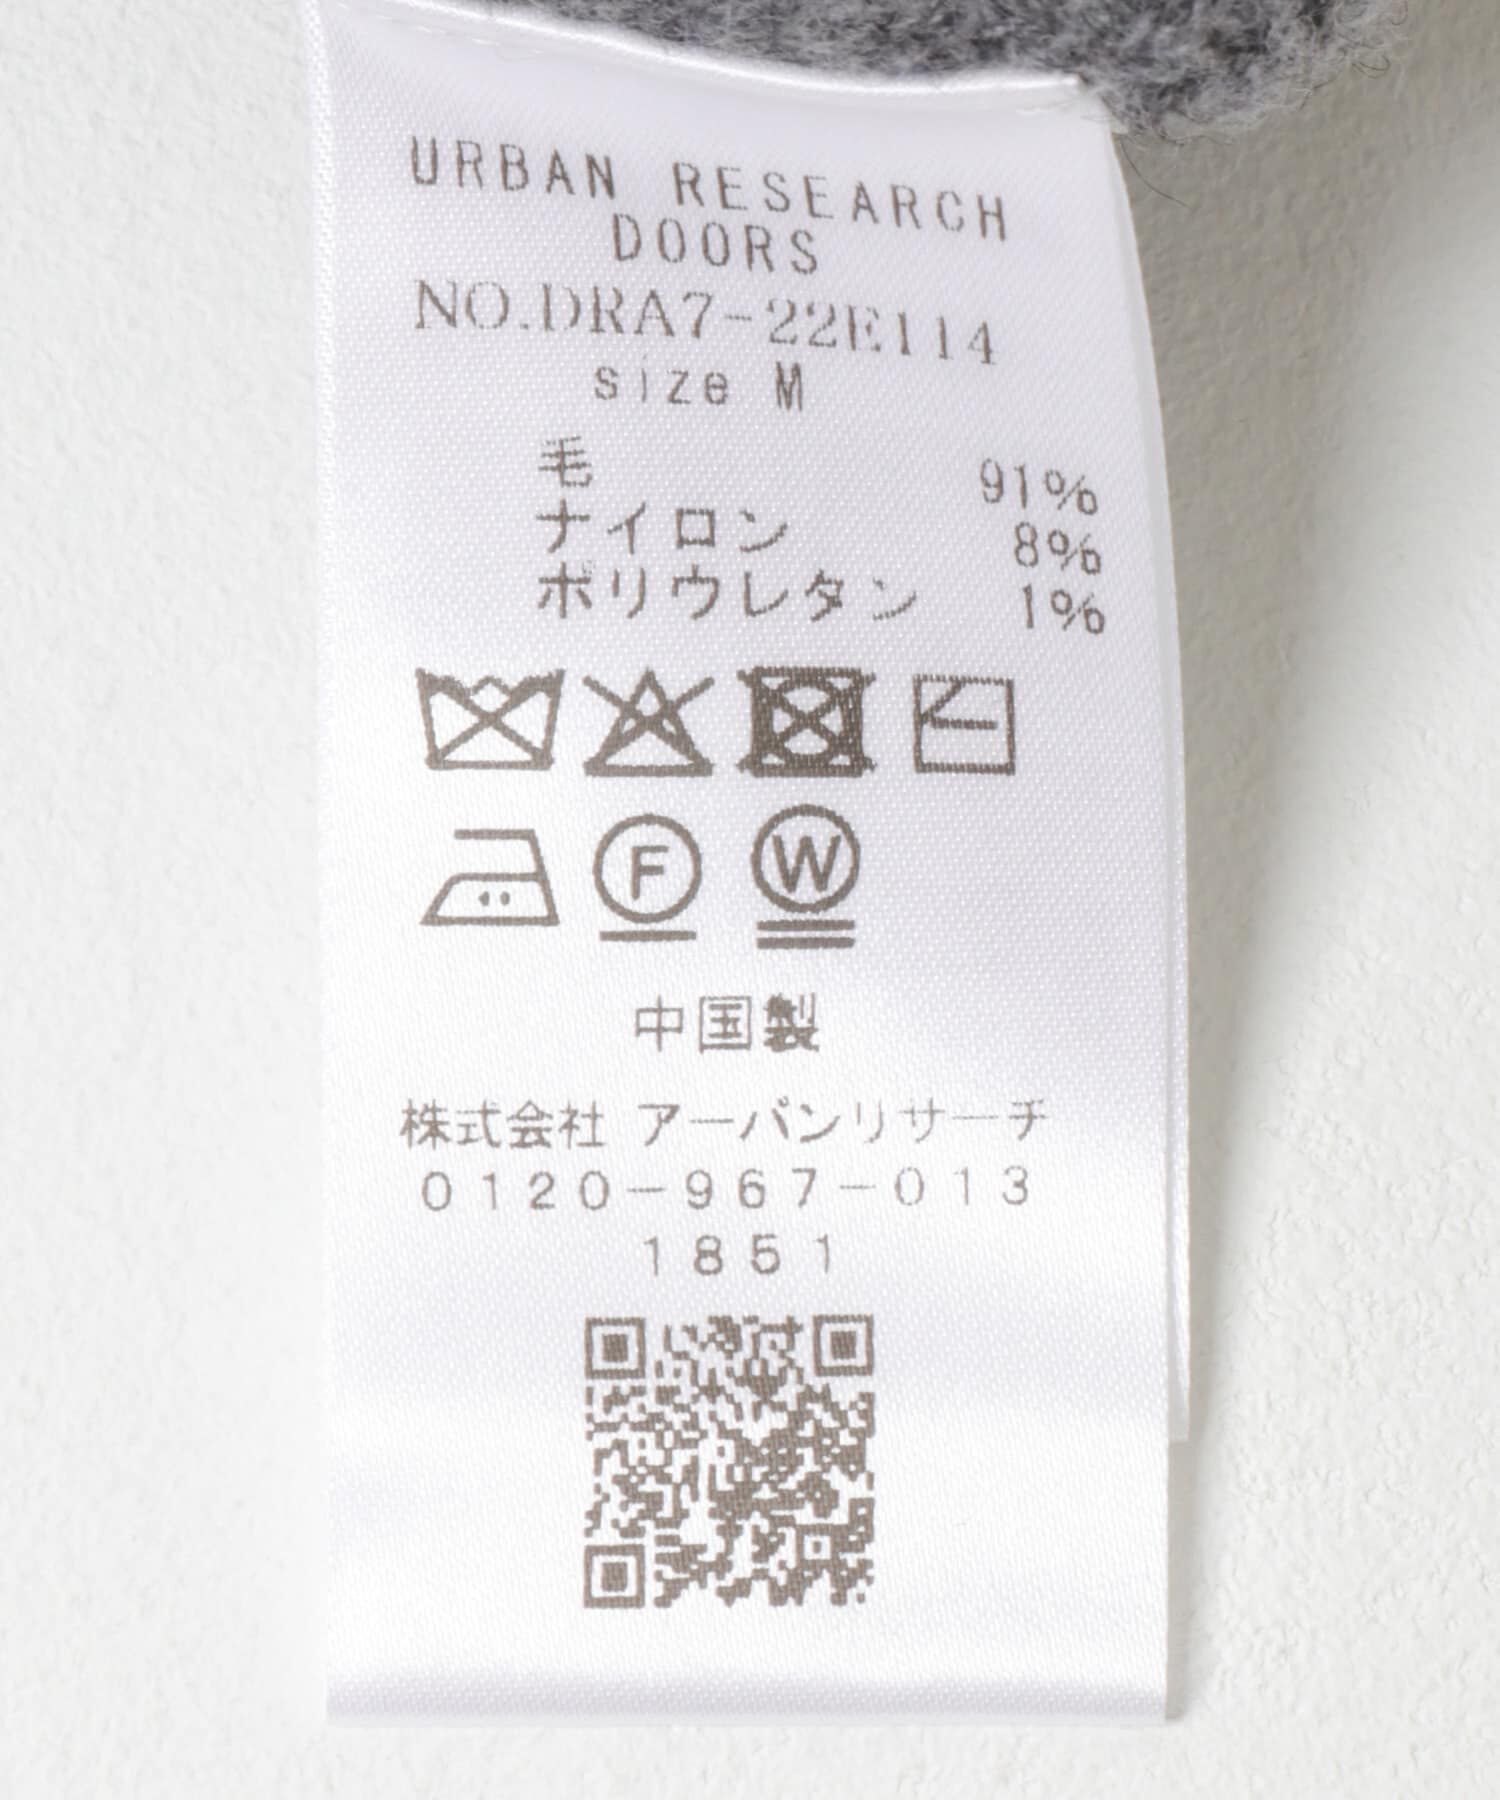 URBAN RESEARCH
DOORS
NO.DRA7-22E114
size M
毛 91%
ナイロン 8%
ポリウレタン 1%
F W
中国製
株式会社 アーバンリサーチ
0120-967-013
1851